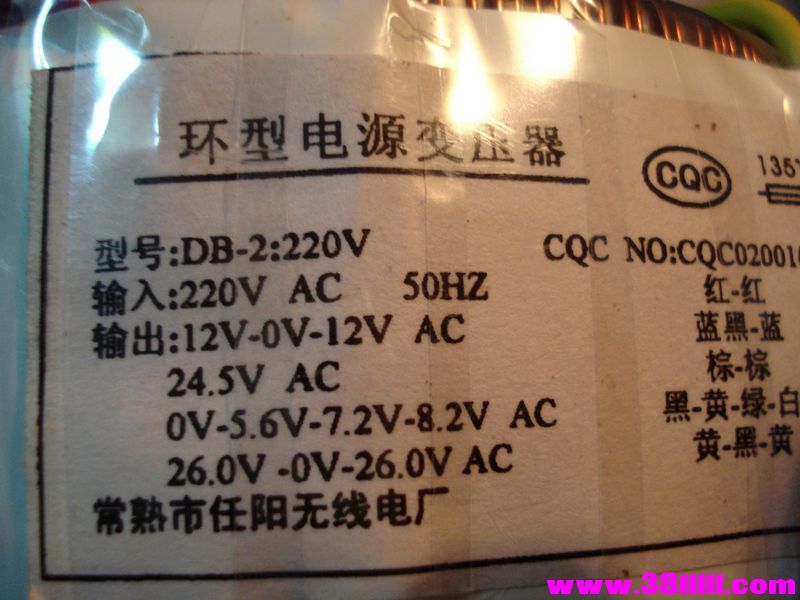 环型电源变压器
CQC
135°
型号:DB-2:220V
CQC NO:CQC020010
输入:220V AC 50HZ
红-红
输出:12V-0V-12V AC
蓝黑-蓝
24.5V AC
棕-棕
0V-5.6V-7.2V-8.2V AC
黑-黄-绿-白
26.0V -0V-26.0V AC
黄-黑-黄
常熟市任阳无线电厂